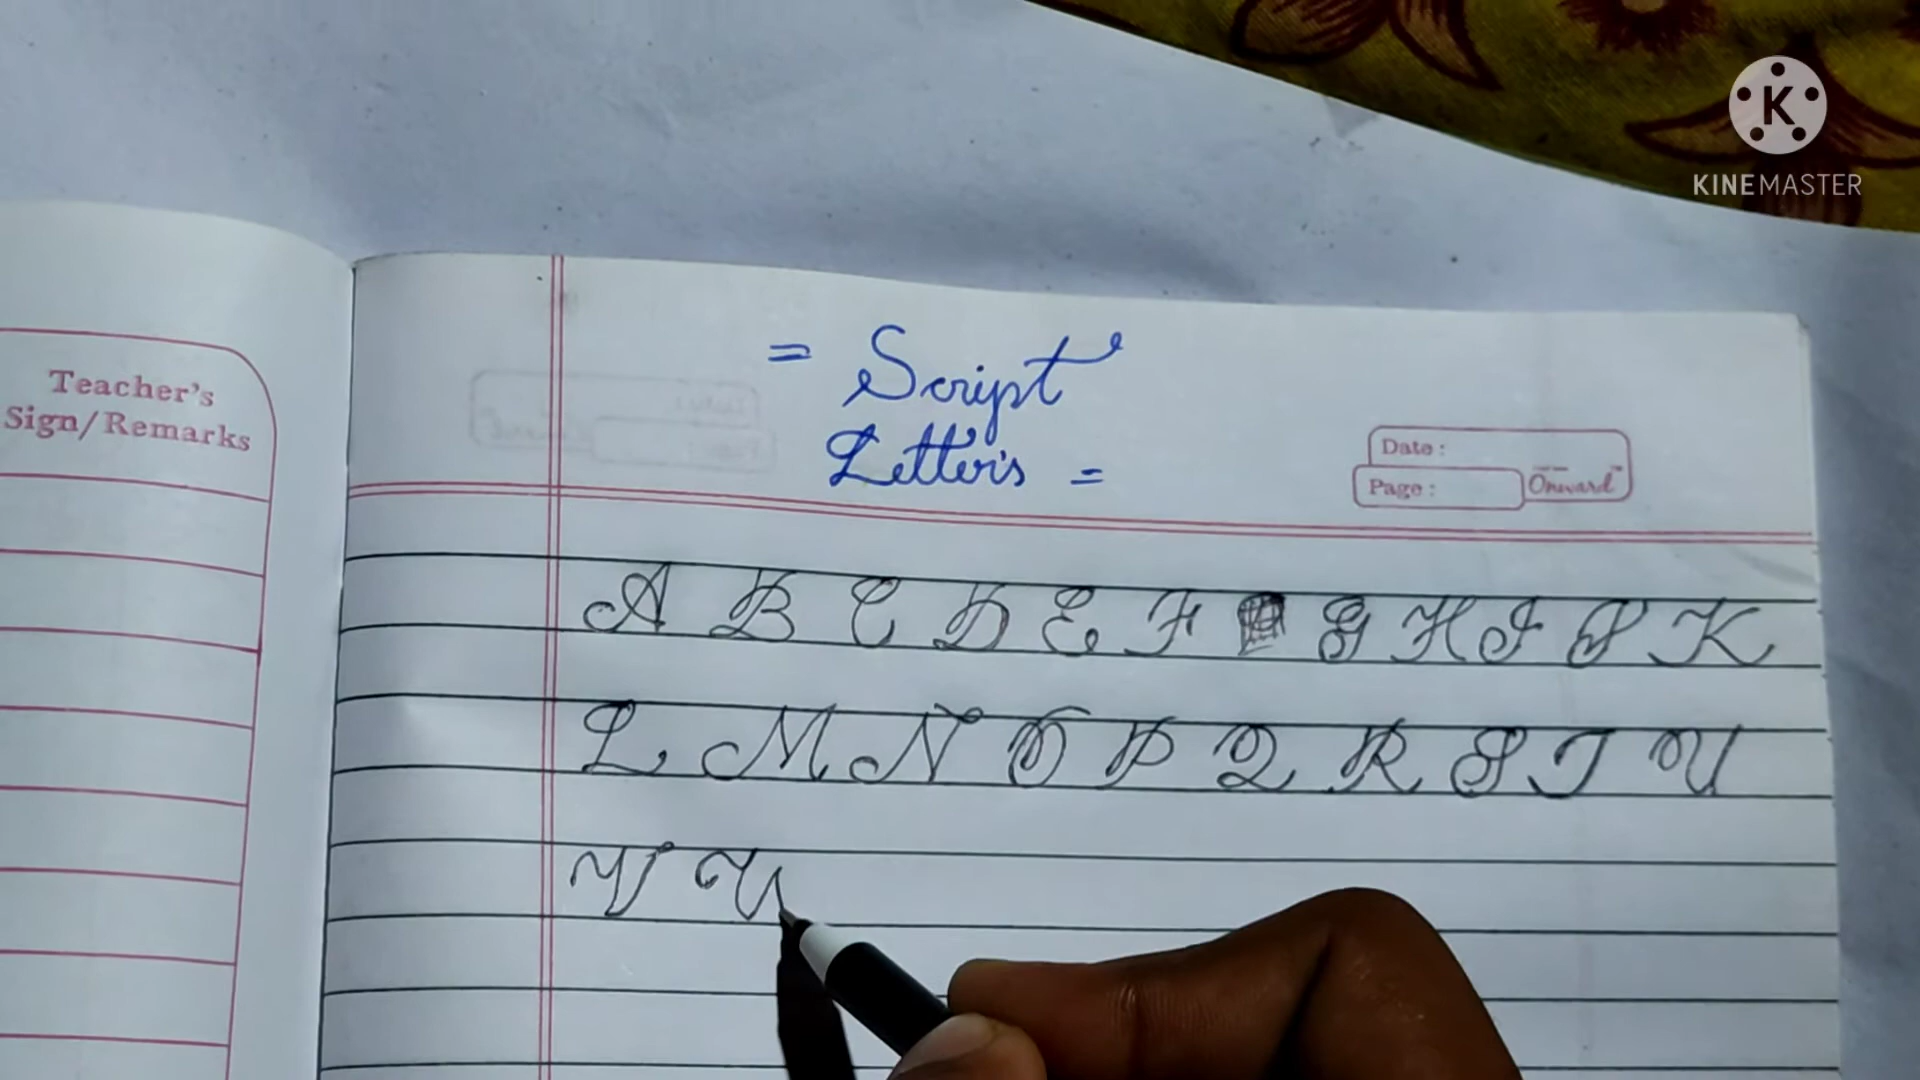 KINEMASTER
Teacher's
Sign/Remarks
= Script
Letter's =
Date :
Page :
Onward
A B C D E F G H I J K
L M N O P Q R S T U
V